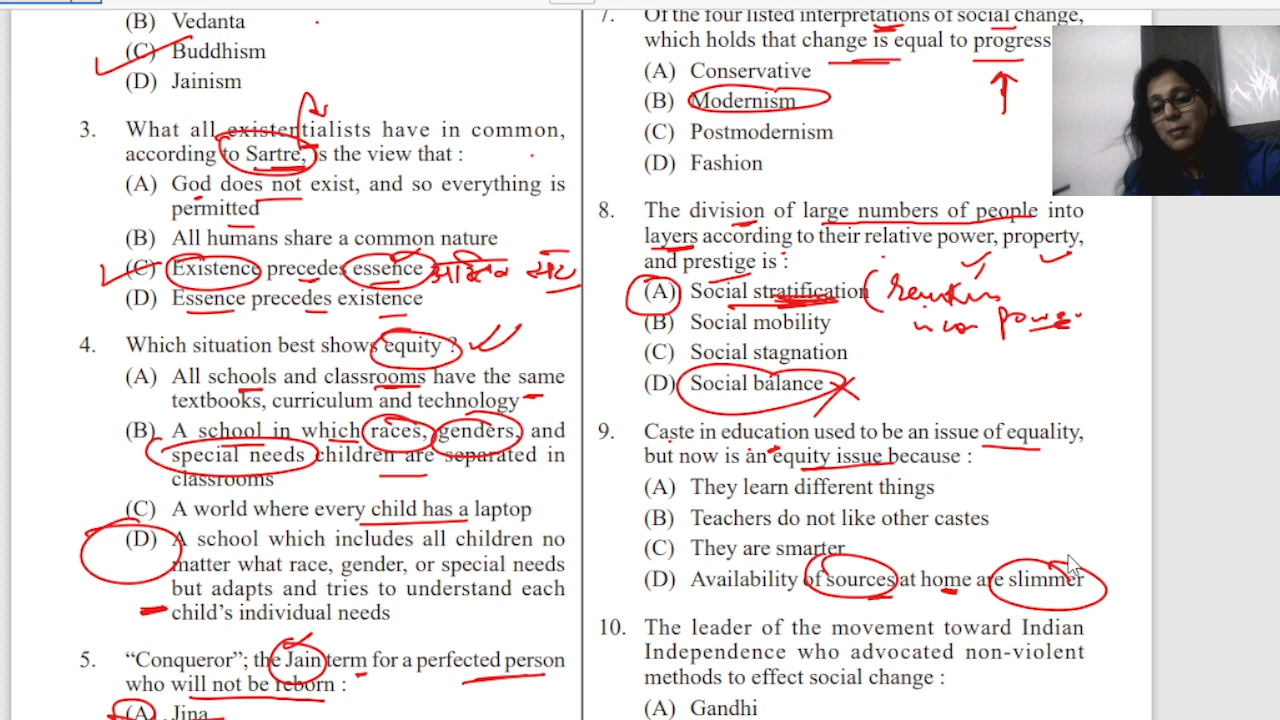 (B) Vedanta
(C) Buddhism
(D) Jainism
3. What all existentialists have in common,
according to Sartre, is the view that :
(A) God does not exist, and so everything is
permitted
(B) All humans share a common nature
(C) Existence precedes essence
(D) Essence precedes existence
4. Which situation best shows equity ?
(A) All schools and classrooms have the same
textbooks, curriculum and technology
(B) A school in which races, genders, and
special needs children are separated in
classrooms
(C) A world where every child has a laptop
(D) A school which includes all children no
matter what race, gender, or special needs
but adapts and tries to understand each
child's individual needs
5. “Conqueror”; the Jain term for a perfected person
who will not be reborn :
(A) Jina
7. Of the four listed interpretations of social change,
which holds that change is equal to progress
(A) Conservative
(B) Modernism
(C) Postmodernism
(D) Fashion
8. The division of large numbers of people into
layers according to their relative power, property,
and prestige is :
(A) Social stratification
power
(B) Social mobility
(C) Social stagnation
(D) Social balance
9. Caste in education used to be an issue of equality,
but now is an equity issue because :
(A) They learn different things
(B) Teachers do not like other castes
(C) They are smarter
(D) Availability of sources at home are slimmer
10. The leader of the movement toward Indian
Independence who advocated non-violent
methods to effect social change :
(A) Gandhi